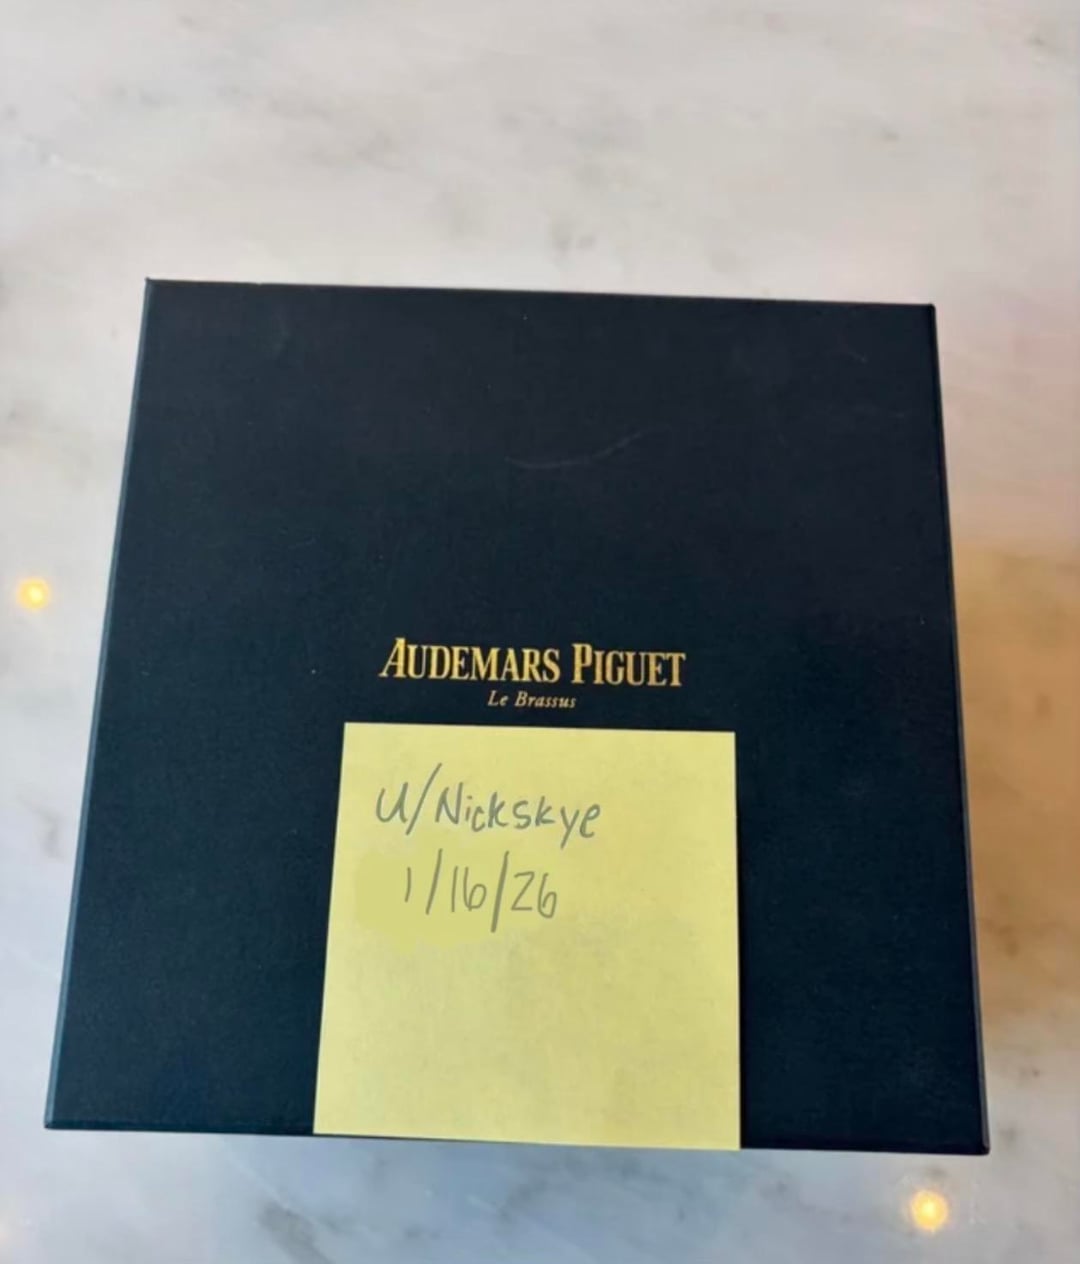 AUDEMARS PIGUET
Le Brassus
U/Nickskye
1/16/26